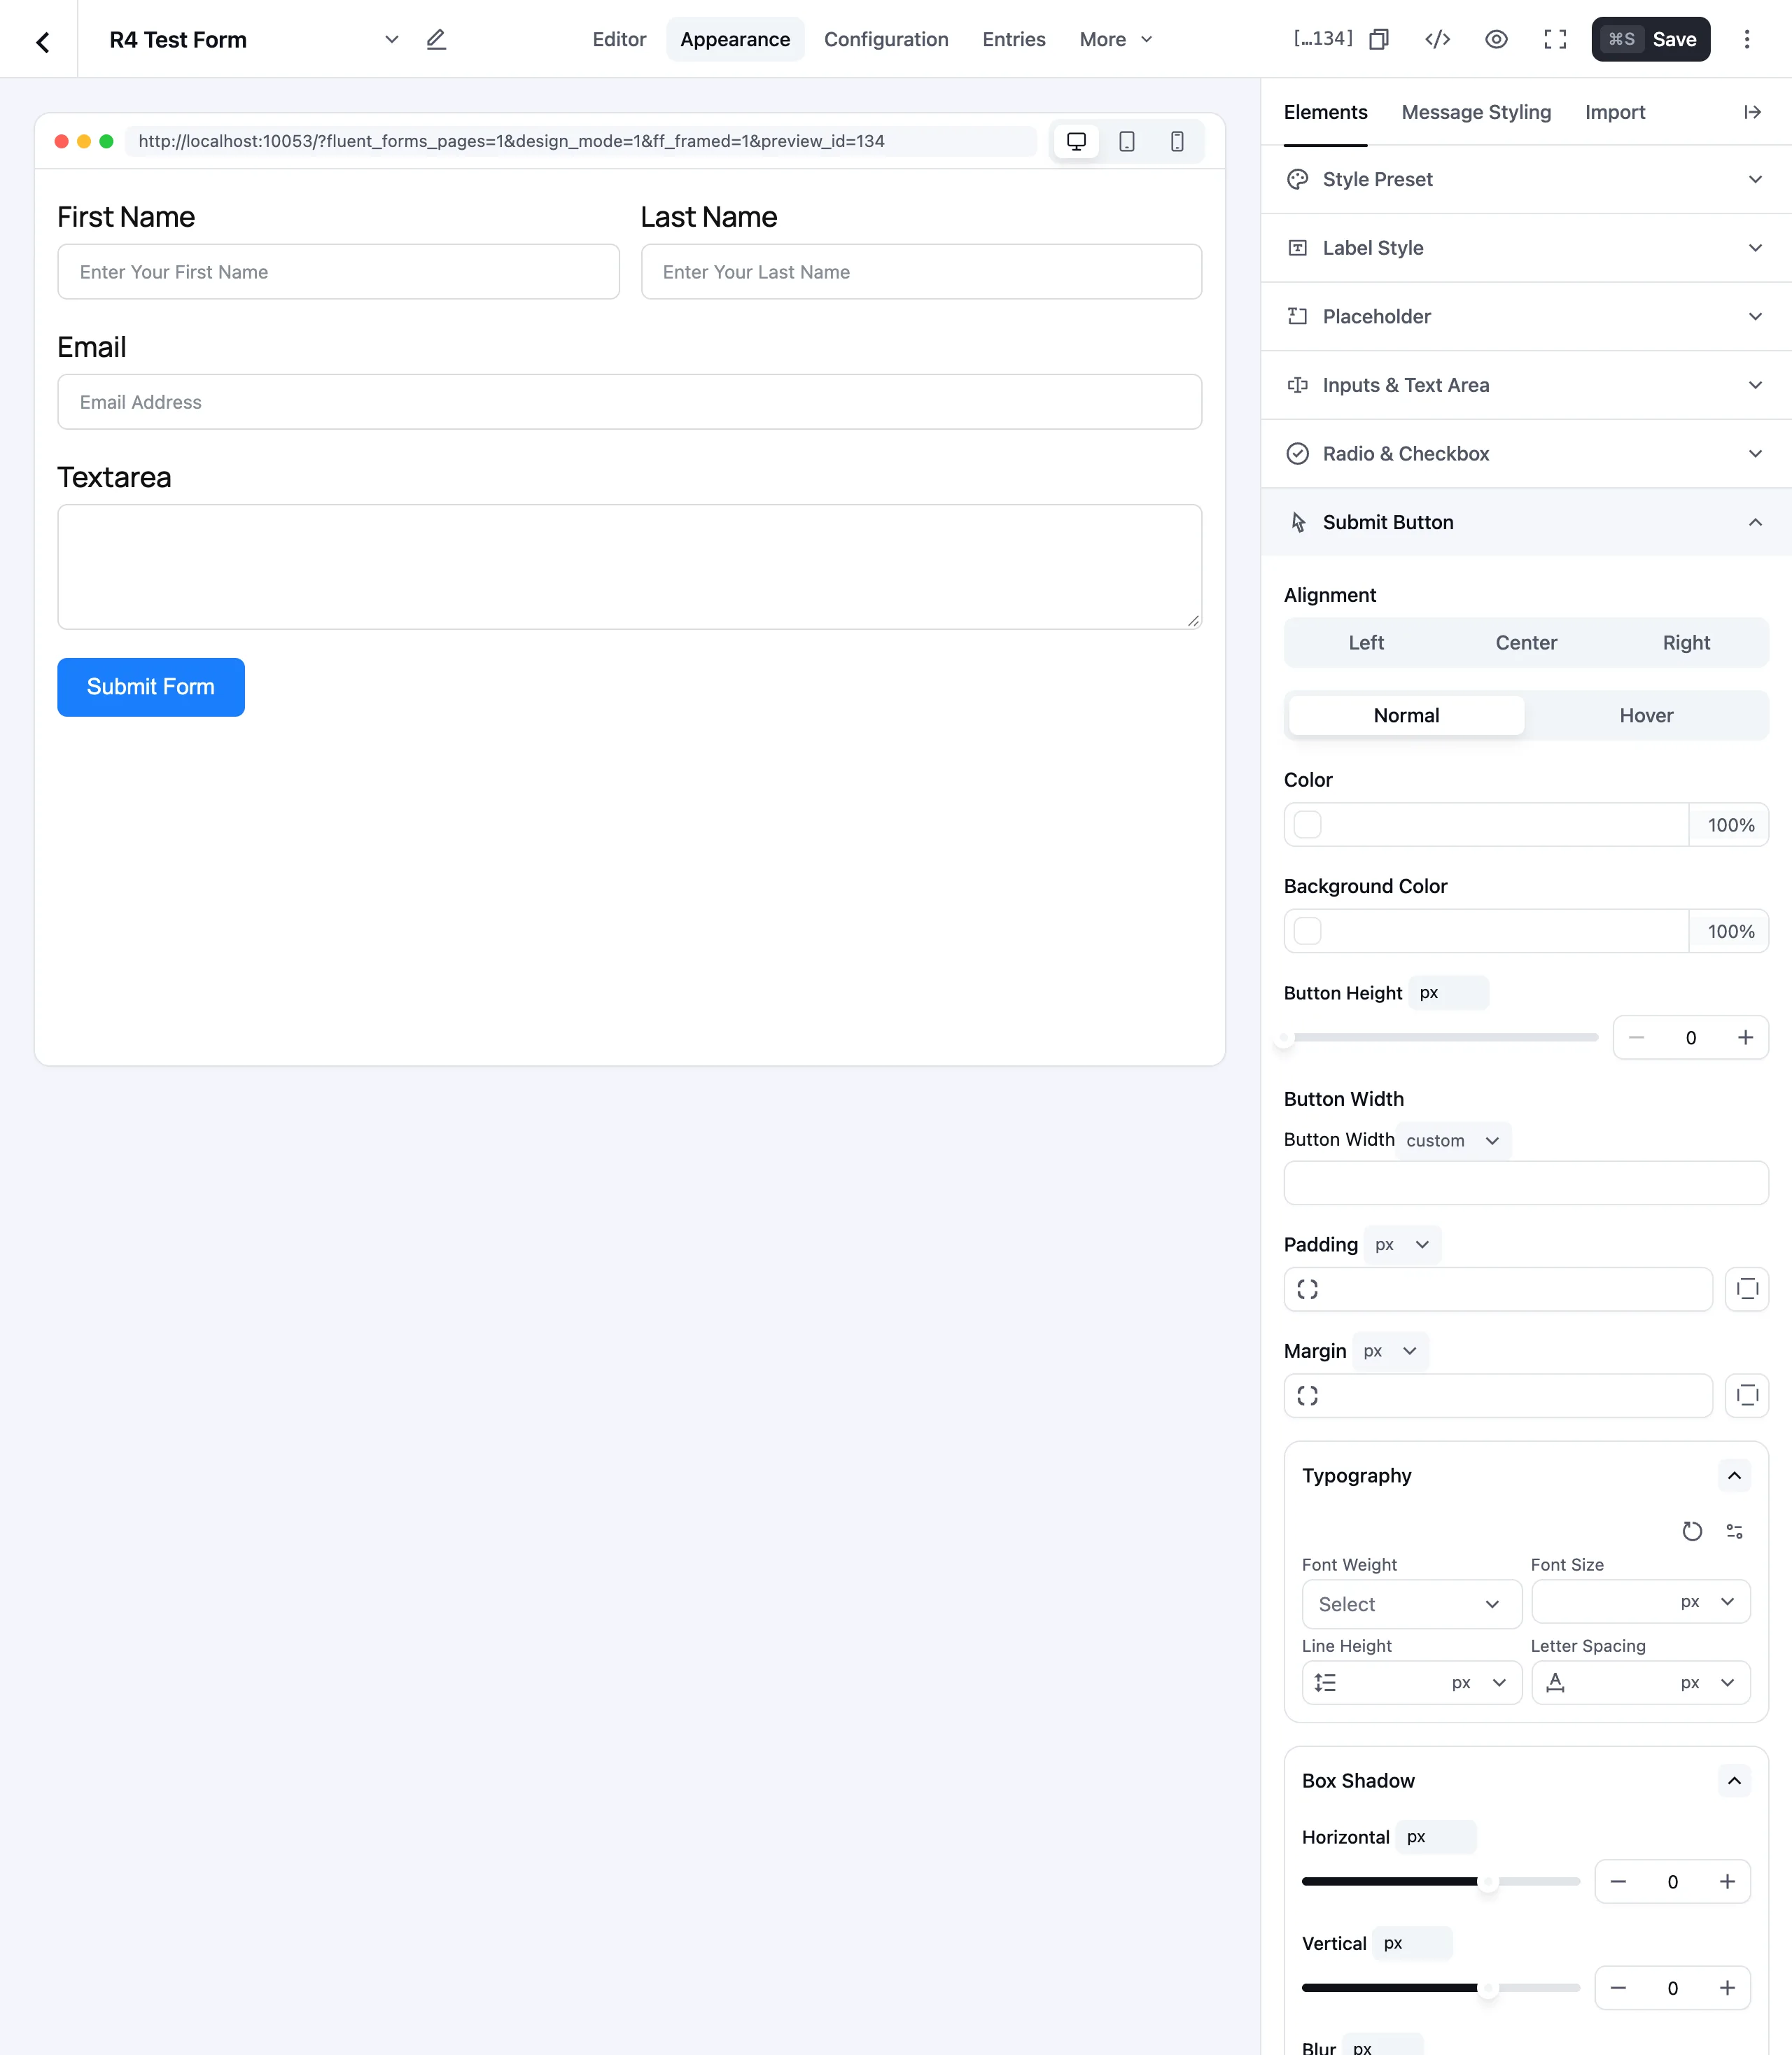 R4 Test Form
Editor
Appearance
Configuration
Entries
More
[…134]
⌘S Save
http://localhost:10053/?fluent_forms_pages=1&design_mode=1&ff_framed=1&preview_id=134
First Name
Last Name
Enter Your First Name
Enter Your Last Name
Email
Email Address
Textarea
Submit Form
Elements
Message Styling
Import
Style Preset
Label Style
Placeholder
Inputs & Text Area
Radio & Checkbox
Submit Button
Alignment
Left
Center
Right
Normal
Hover
Color
100%
Background Color
100%
Button Height px
0
Button Width
Button Width custom
Padding px
Margin px
Typography
Font Weight
Font Size
Select
px
Line Height
Letter Spacing
px
px
Box Shadow
Horizontal px
0
Vertical px
0
Blur px